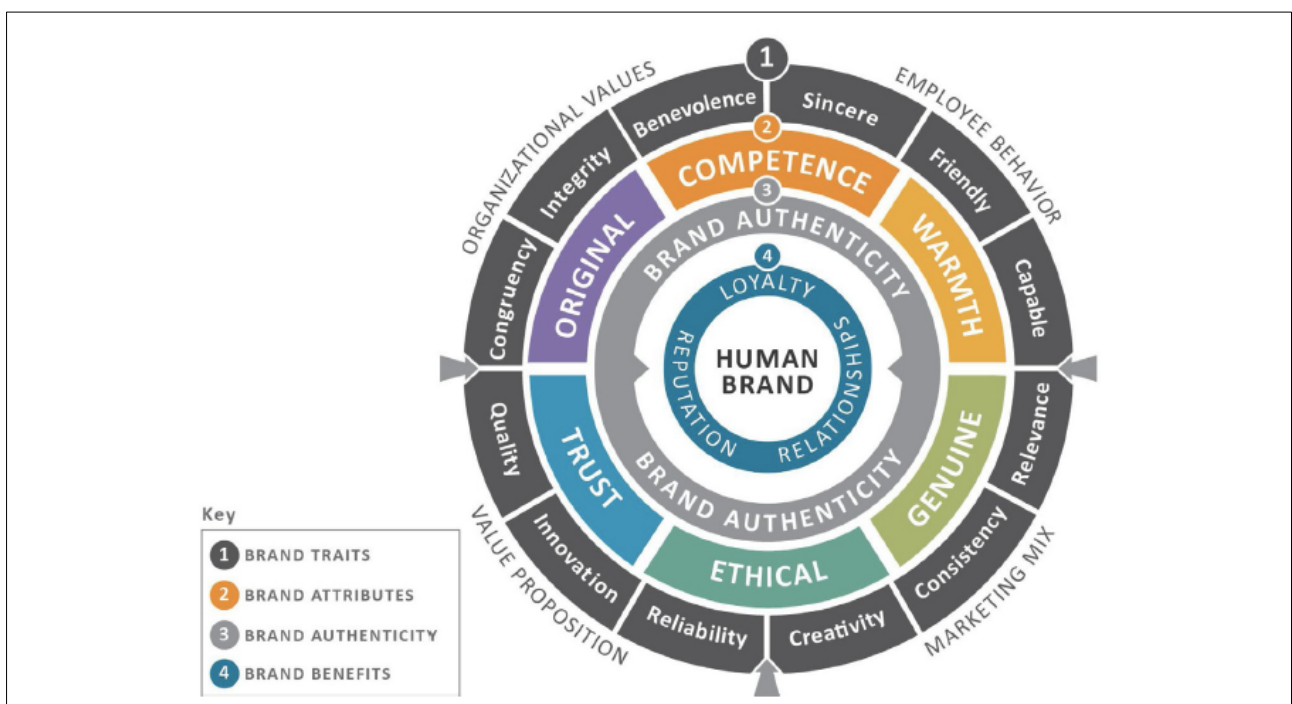 1
ORGANIZATIONAL VALUES
EMPLOYEE BEHAVIOR
MARKETING MIX
VALUE PROPOSITION
Benevolence
Sincere
Friendly
Capable
Relevance
Consistency
Creativity
Reliability
Innovation
Quality
Congruency
Integrity
2
COMPETENCE
WARMTH
GENUINE
ETHICAL
TRUST
ORIGINAL
3
BRAND AUTHENTICITY
BRAND AUTHENTICITY
4
LOYALTY
RELATIONSHIPS
REPUTATION
HUMAN
BRAND
Key
1 BRAND TRAITS
2 BRAND ATTRIBUTES
3 BRAND AUTHENTICITY
4 BRAND BENEFITS